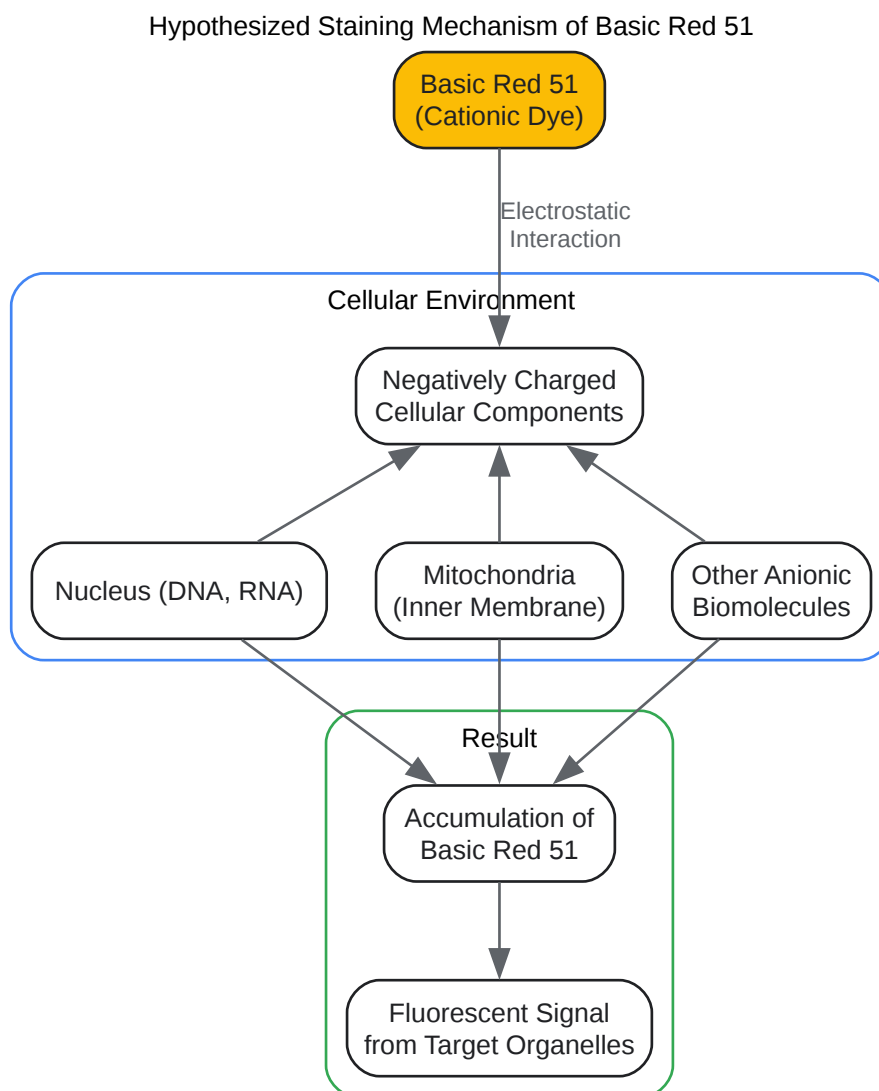 Hypothesized Staining Mechanism of Basic Red 51
Basic Red 51
(Cationic Dye)
Electrostatic
Interaction
Cellular Environment
Negatively Charged
Cellular Components
Nucleus (DNA, RNA)
Mitochondria
(Inner Membrane)
Other Anionic
Biomolecules
Result
Accumulation of
Basic Red 51
Fluorescent Signal
from Target Organelles